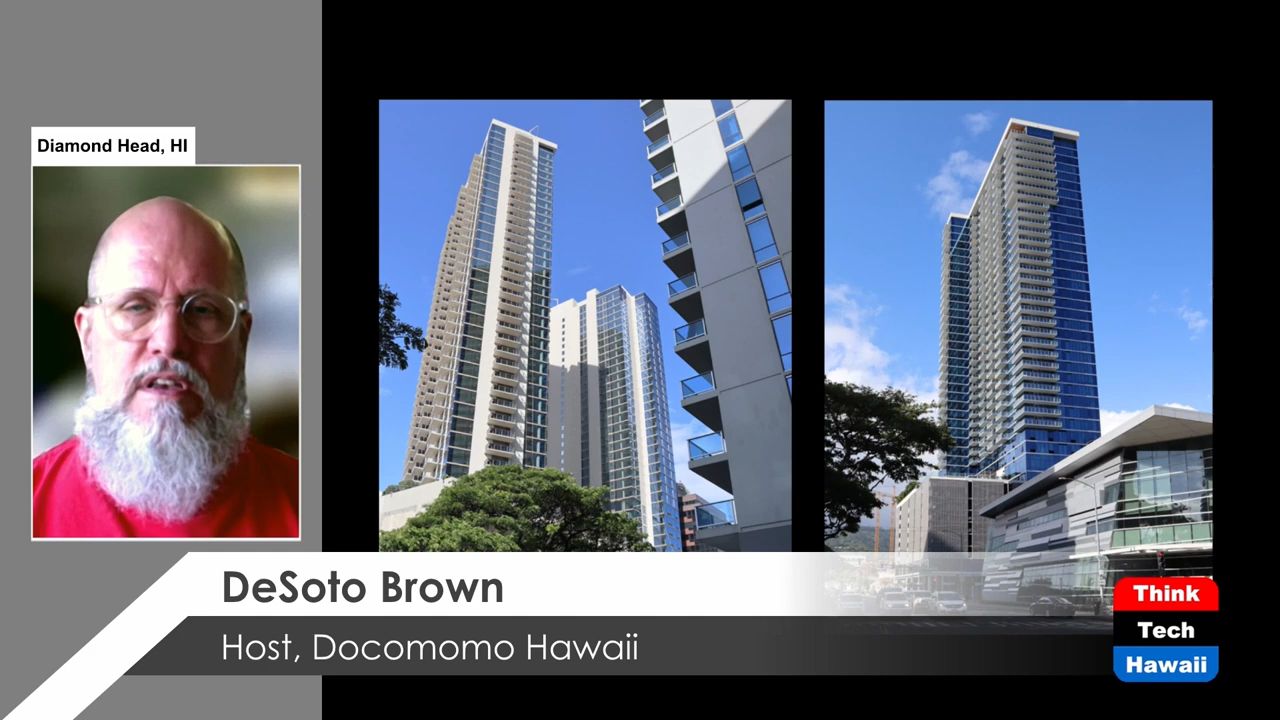 Diamond Head, HI
DeSoto Brown
Host, Docomomo Hawaii
Think
Tech
Hawaii